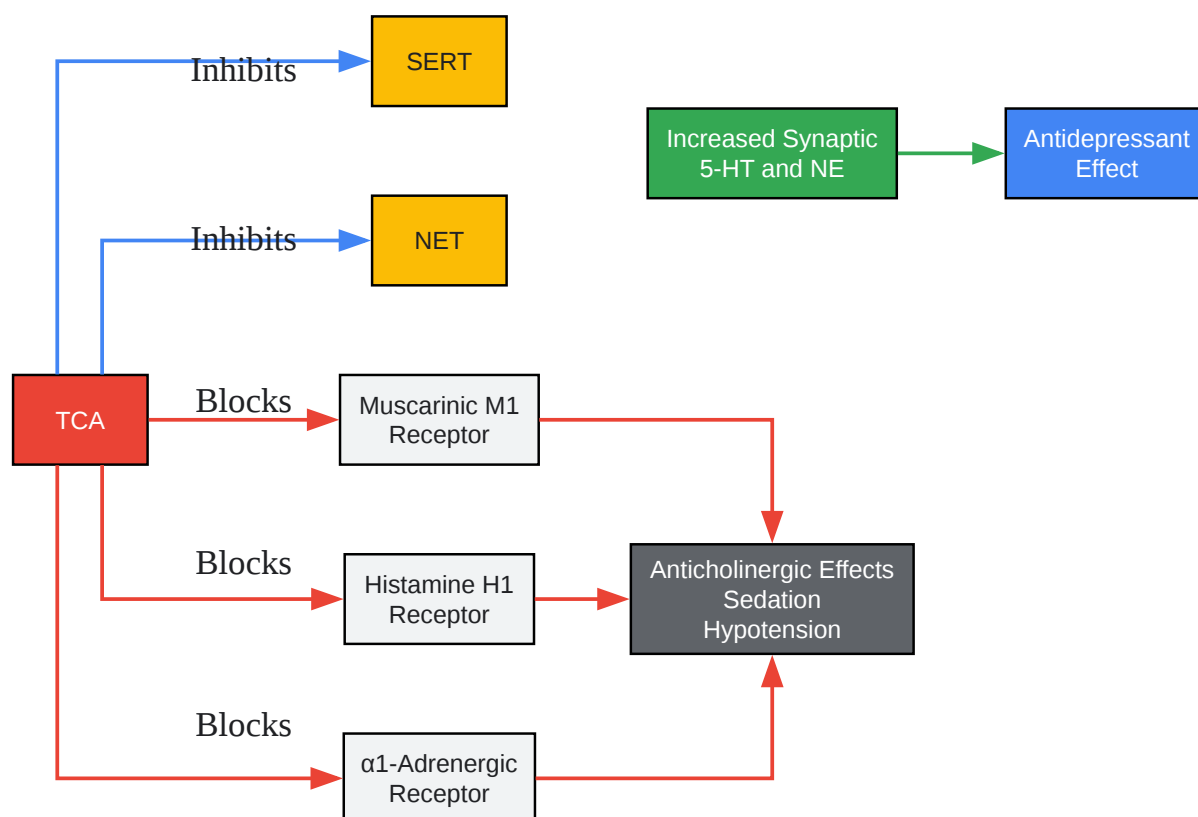 SERT
Inhibits
Increased Synaptic
5-HT and NE
Antidepressant
Effect
NET
Inhibits
TCA
Blocks
Muscarinic M1
Receptor
Blocks
Histamine H1
Receptor
Anticholinergic Effects
Sedation
Hypotension
Blocks
α1-Adrenergic
Receptor